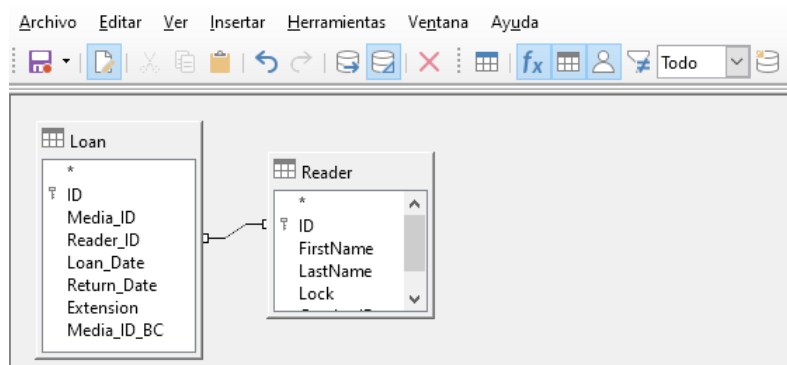 Archivo Editar Ver Insertar Herramientas Ventana Ayuda
fx Todo
Loan
*
ID
Media_ID
Reader_ID
Loan_Date
Return_Date
Extension
Media_ID_BC
Reader
*
ID
FirstName
LastName
Lock